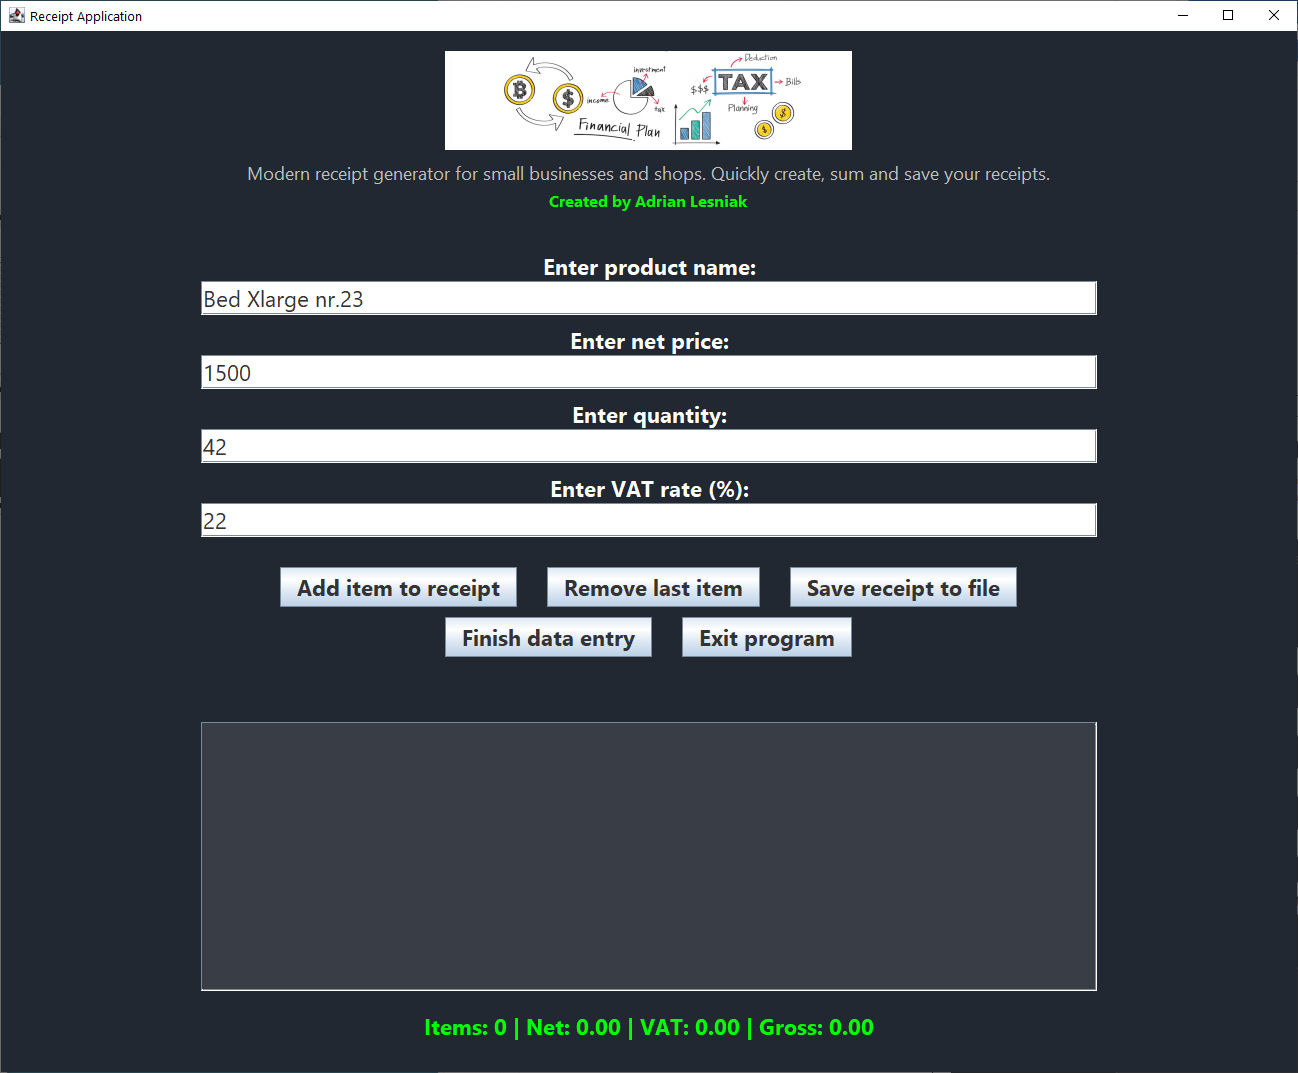 Receipt Application
Deduction
investment
TAX
Bills
$$$
income
tax
Planning
Financial Plan
Modern receipt generator for small businesses and shops. Quickly create, sum and save your receipts.
Created by Adrian Lesniak
Enter product name:
Bed Xlarge nr.23
Enter net price:
1500
Enter quantity:
42
Enter VAT rate (%):
22
Add item to receipt Remove last item Save receipt to file
Finish data entry Exit program
Items: 0 | Net: 0.00 | VAT: 0.00 | Gross: 0.00